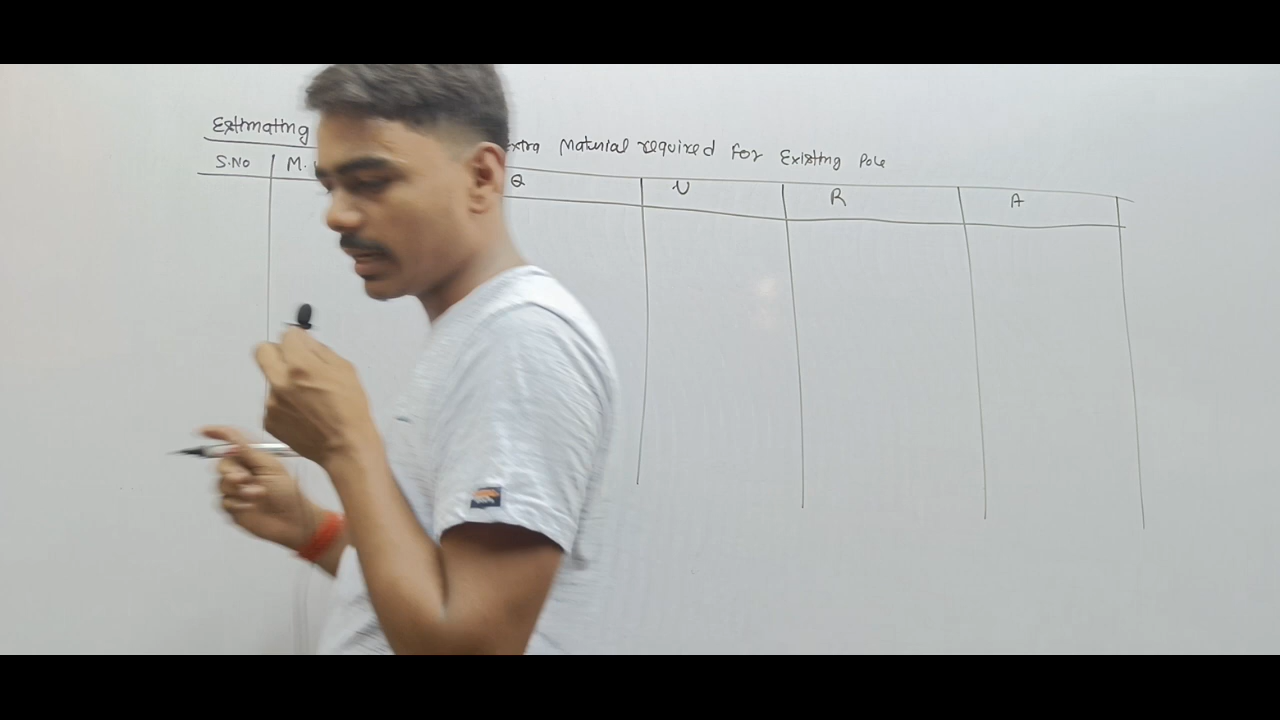 Estimating extra Material required for Existing Pole
S.No M. Q U R A